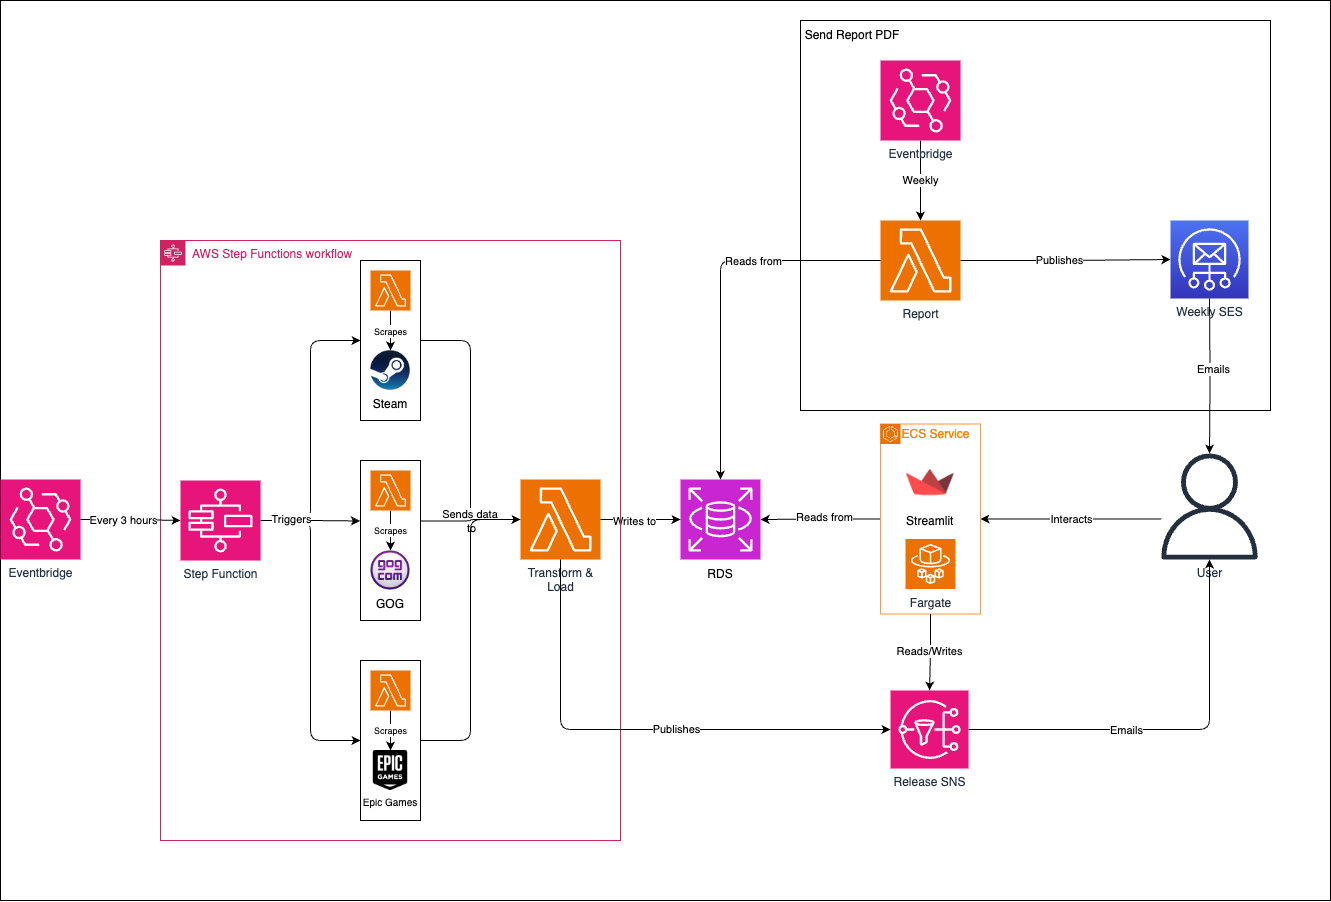 Send Report PDF
Eventbridge
Weekly
Reads from
Publishes
Report
Weekly SES
Emails
AWS Step Functions workflow
Scrapes
Steam
Eventbridge
Every 3 hours
Step Function
Triggers
Scrapes
gog
com
GOG
Sends data
to
Transform &
Load
Writes to
RDS
Reads from
ECS Service
Streamlit
Fargate
Interacts
User
Scrapes
EPIC
GAMES
Epic Games
Reads/Writes
Publishes
Release SNS
Emails